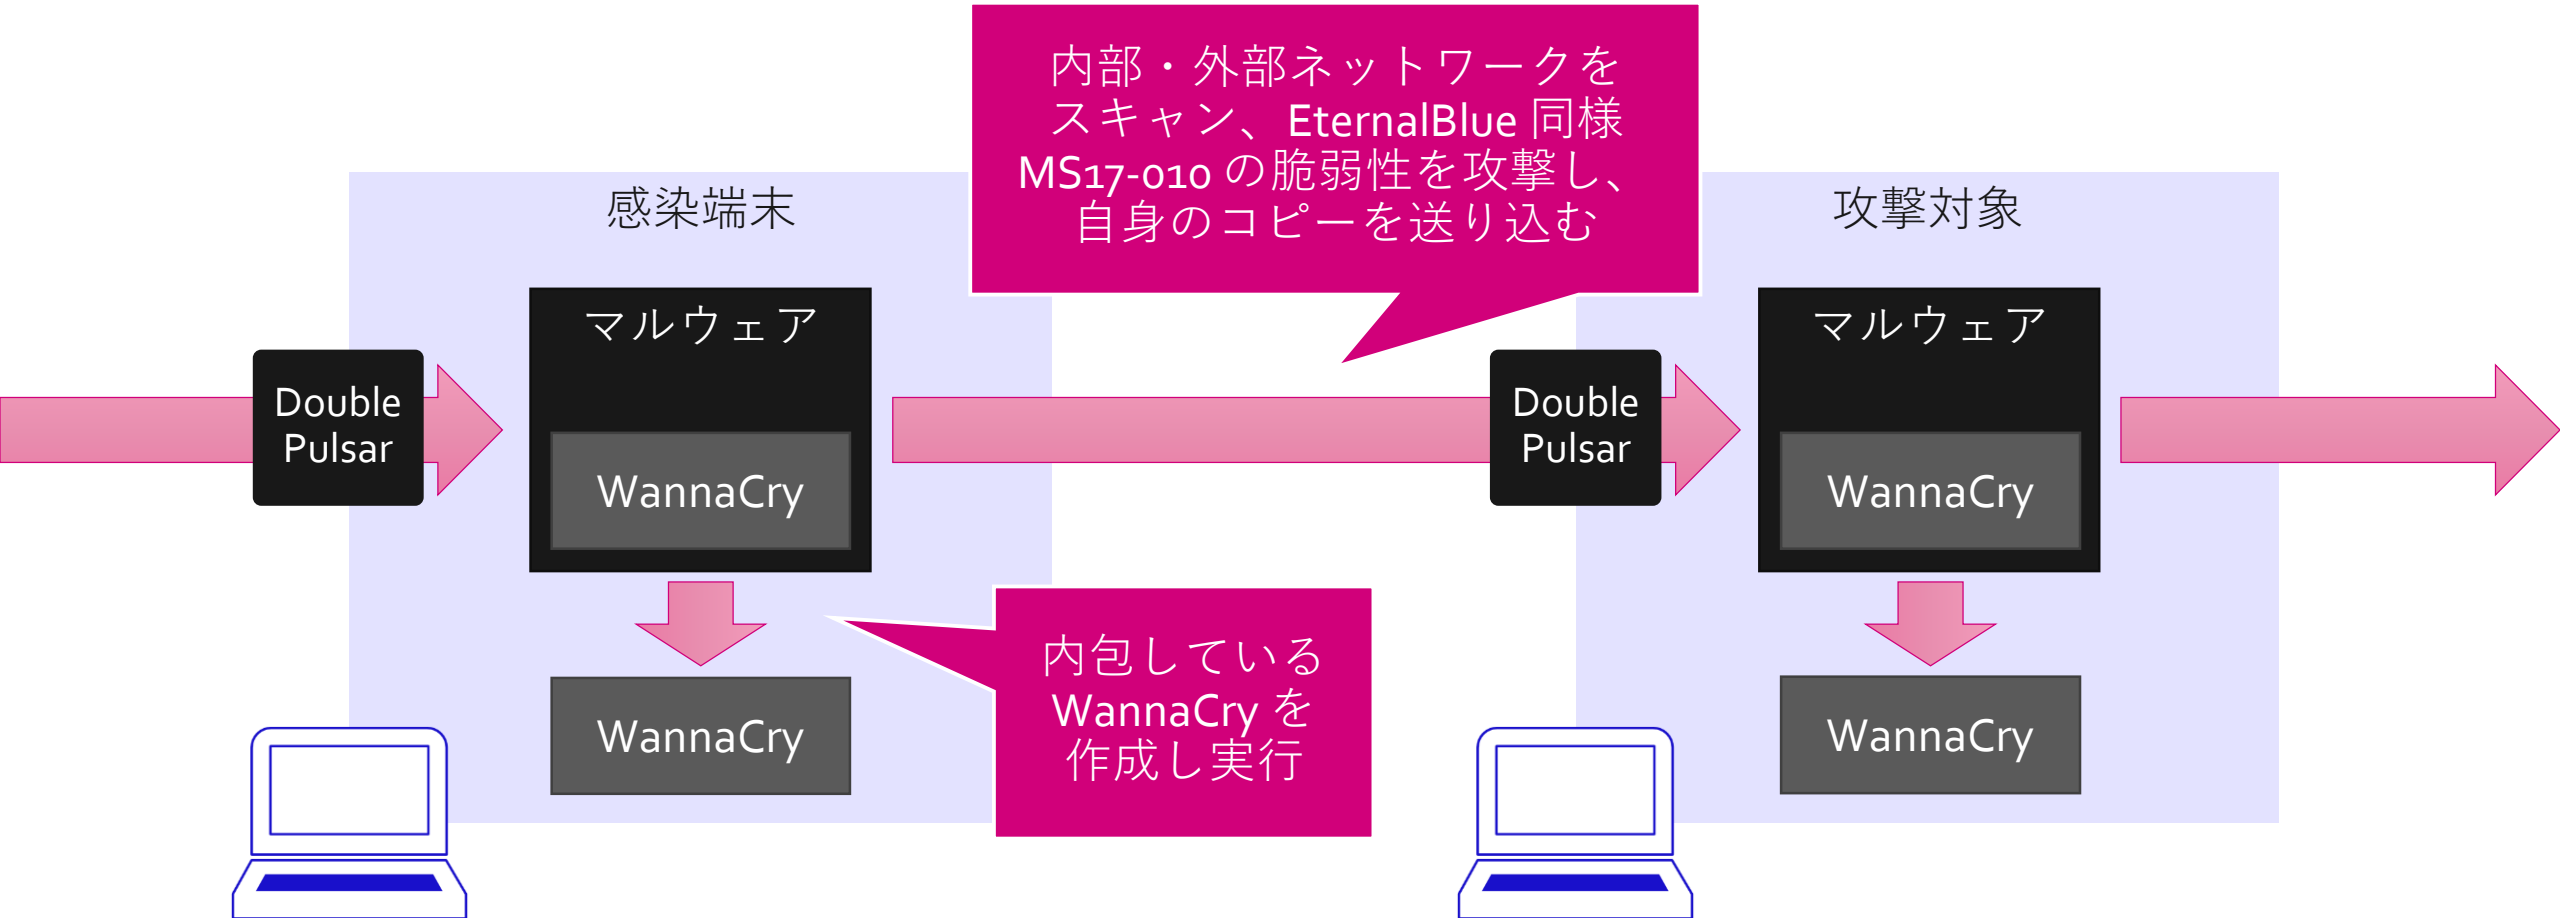 内部・外部ネットワークを
スキャン、EternalBlue 同様
MS17-010 の脆弱性を攻撃し、
自身のコピーを送り込む
感染端末
マルウェア
Double
Pulsar
WannaCry
WannaCry
内包している
WannaCry を
作成し実行
攻撃対象
マルウェア
Double
Pulsar
WannaCry
WannaCry